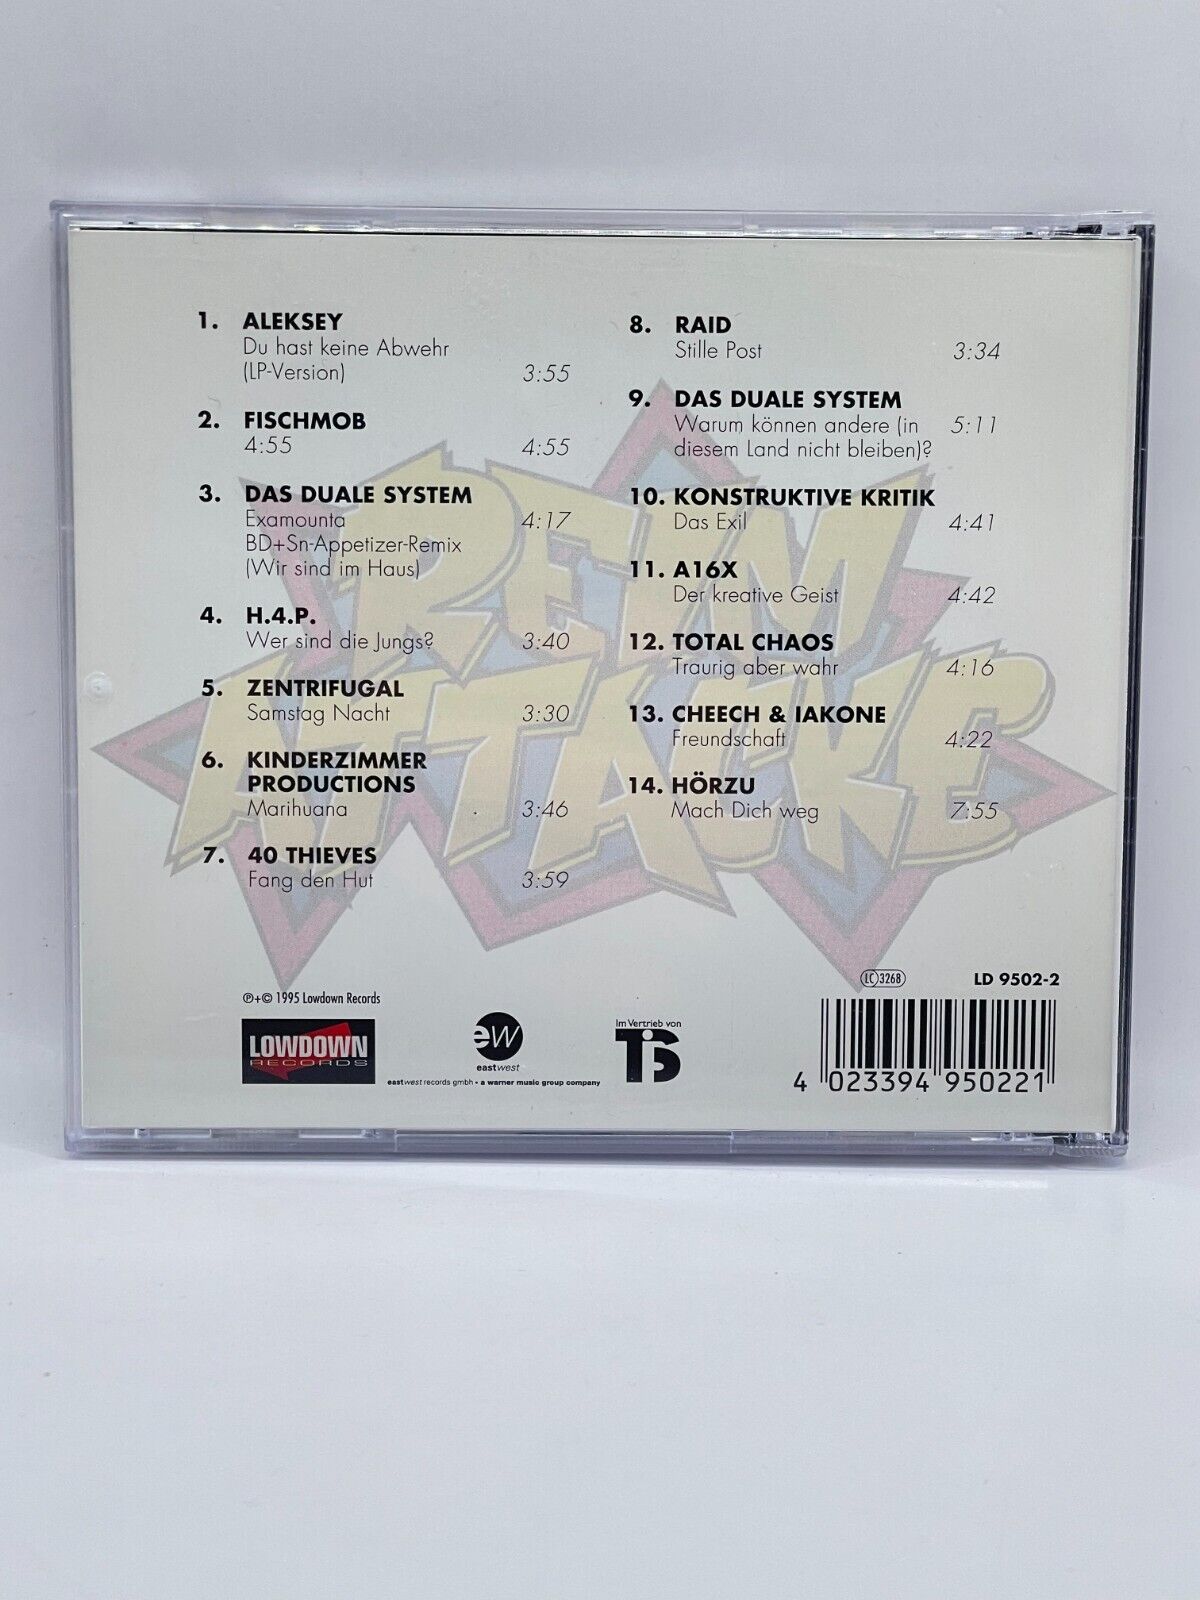 1. ALEKSEY
Du hast keine Abwehr
(LP-Version) 3:55
2. FISCHMOB
4:55 4:55
3. DAS DUALE SYSTEM
Examounta 4:17
BD+Sn-Appetizer-Remix
(Wir sind im Haus)
4. H.4.P.
Wer sind die Jungs? 3:40
5. ZENTRIFUGAL
Samstag Nacht 3:30
6. KINDERZIMMER
PRODUCTIONS
Marihuana 3:46
7. 40 THIEVES
Fang den Hut 3:59
8. RAID
Stille Post 3:34
9. DAS DUALE SYSTEM
Warum können andere (in 5:11
diesem Land nicht bleiben)?
10. KONSTRUKTIVE KRITIK
Das Exil 4:41
11. A16X
Der kreative Geist 4:42
12. TOTAL CHAOS
Traurig aber wahr 4:16
13. CHEECH & IAKONE
Freundschaft 4:22
14. HÖRZU
Mach Dich weg 7:55
REIM
ATTACKE
℗+© 1995 Lowdown Records
LOWDOWN
RECORDS
ew
eastwest
eastwest records gmbh · a warner music group company
Im Vertrieb von
TIS
LC 3268
LD 9502-2
4 023394 950221